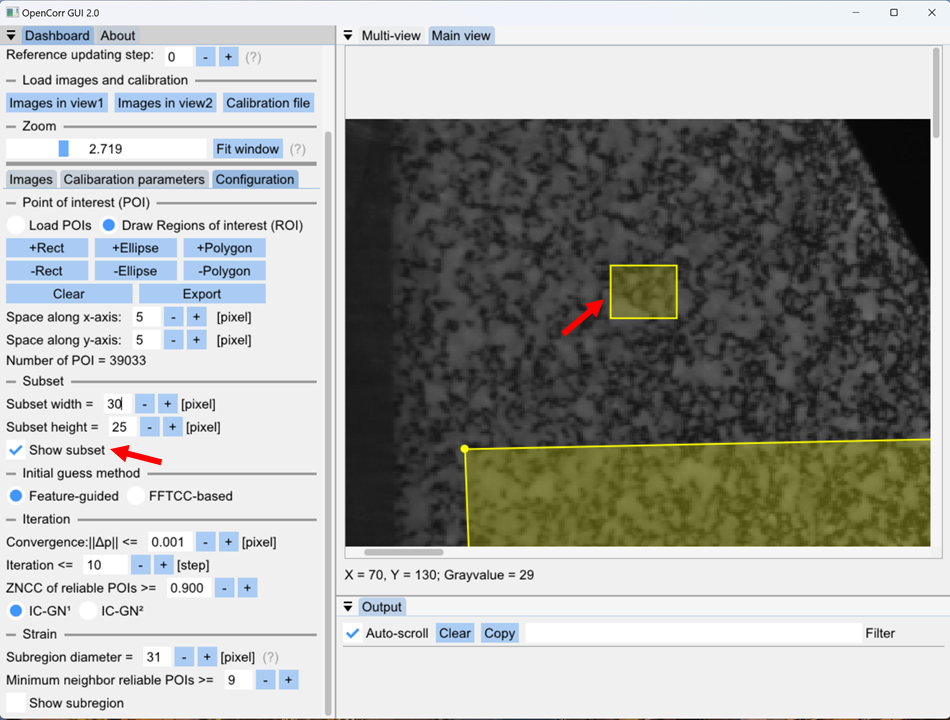 OpenCorr GUI 2.0
Dashboard About
Reference updating step: 0 - + (?)
Load images and calibration
Images in view1 Images in view2 Calibration file
Zoom
2.719 Fit window (?)
Images Calibaration parameters Configuration
Point of interest (POI)
Load POIs Draw Regions of interest (ROI)
+Rect +Ellipse +Polygon
-Rect -Ellipse -Polygon
Clear Export
Space along x-axis: 5 - + [pixel]
Space along y-axis: 5 - + [pixel]
Number of POI = 39033
Subset
Subset width = 30 - + [pixel]
Subset height = 25 - + [pixel]
Show subset
Initial guess method
Feature-guided FFTCC-based
Iteration
Convergence:||Δp|| <= 0.001 - + [pixel]
Iteration <= 10 - + [step]
ZNCC of reliable POIs >= 0.900 - +
IC-GN¹ IC-GN²
Strain
Subregion diameter = 31 - + [pixel] (?)
Minimum neighbor reliable POIs >= 9 - +
Show subregion
Multi-view Main view
X = 70, Y = 130; Grayvalue = 29
Output
Auto-scroll Clear Copy Filter